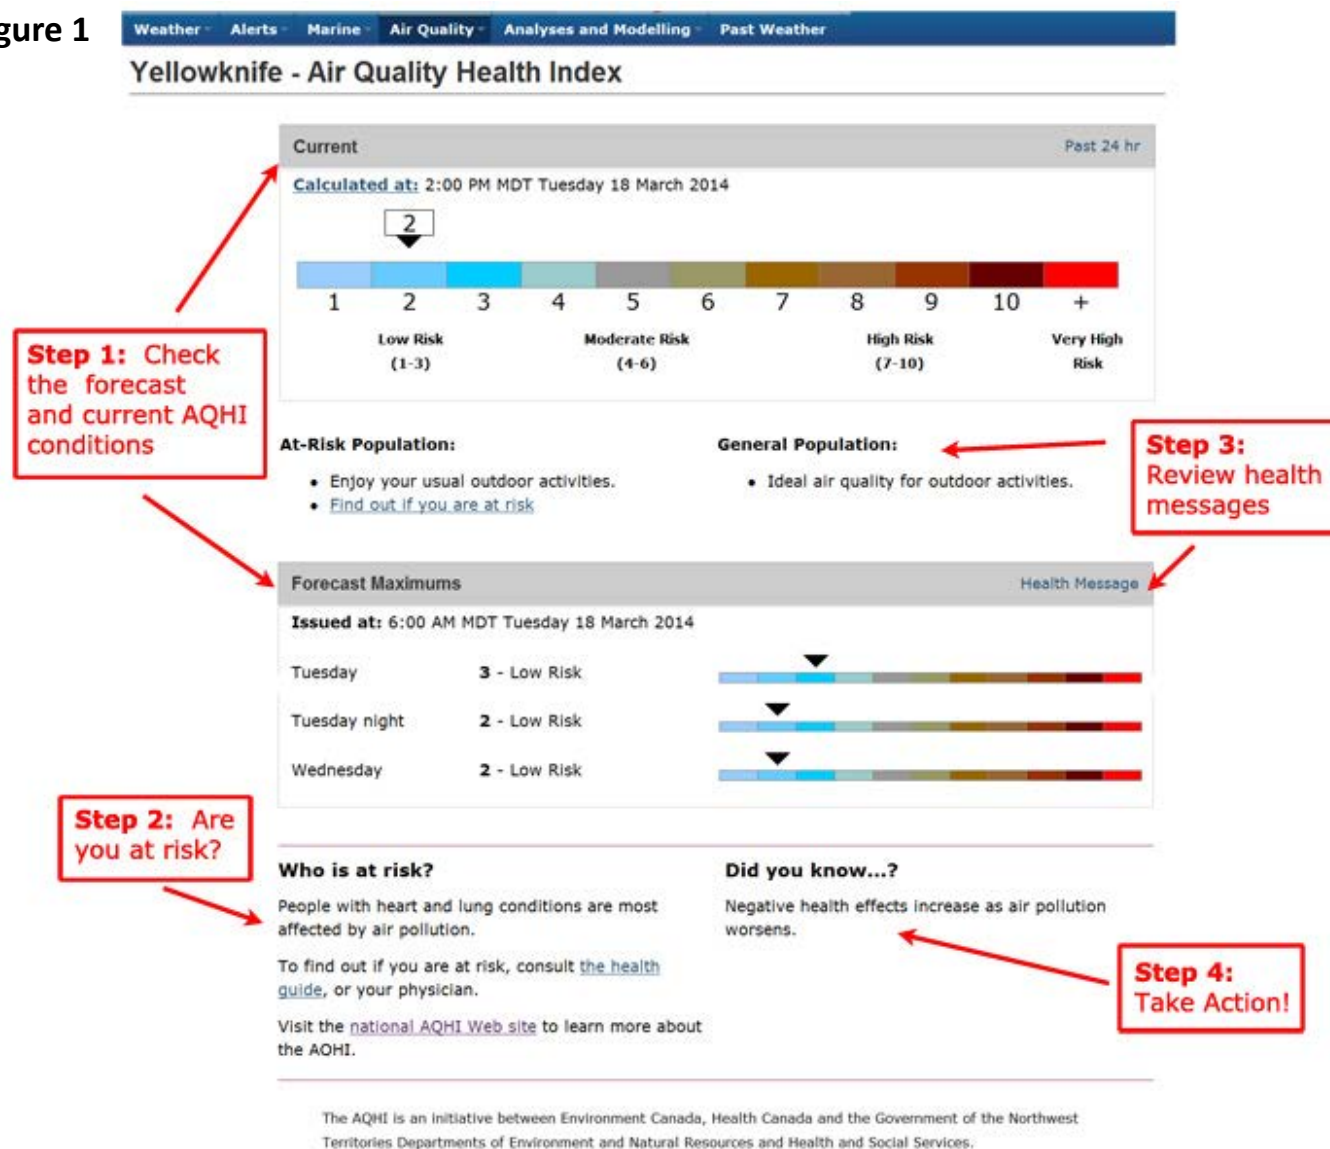 gure 1
Weather Alerts Marine Air Quality Analyses and Modelling Past Weather
Yellowknife - Air Quality Health Index
Current Past 24 hr
Calculated at: 2:00 PM MDT Tuesday 18 March 2014
2
1 2 3 4 5 6 7 8 9 10 +
Low Risk Moderate Risk High Risk Very High
(1-3) (4-6) (7-10) Risk
Step 1: Check
the forecast
and current AQHI
conditions
At-Risk Population:
• Enjoy your usual outdoor activities.
• Find out if you are at risk
General Population:
• Ideal air quality for outdoor activities.
Step 3:
Review health
messages
Forecast Maximums Health Message
Issued at: 6:00 AM MDT Tuesday 18 March 2014
Tuesday 3 - Low Risk
Tuesday night 2 - Low Risk
Wednesday 2 - Low Risk
Step 2: Are
you at risk?
Who is at risk?
People with heart and lung conditions are most
affected by air pollution.
To find out if you are at risk, consult the health
guide, or your physician.
Visit the national AQHI Web site to learn more about
the AQHI.
Did you know...?
Negative health effects increase as air pollution
worsens.
Step 4:
Take Action!
The AQHI is an initiative between Environment Canada, Health Canada and the Government of the Northwest
Territories Departments of Environment and Natural Resources and Health and Social Services.